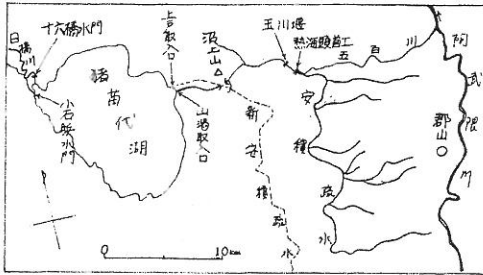 日橋川
十六橋水門
小石ヶ浜水門
猪苗代湖
上戸取入口
山潟取入口
沼上山
新安積疏水
玉川堰
熱海頭首工
五百川
安積疏水
郡山
阿武隈川
0 10km